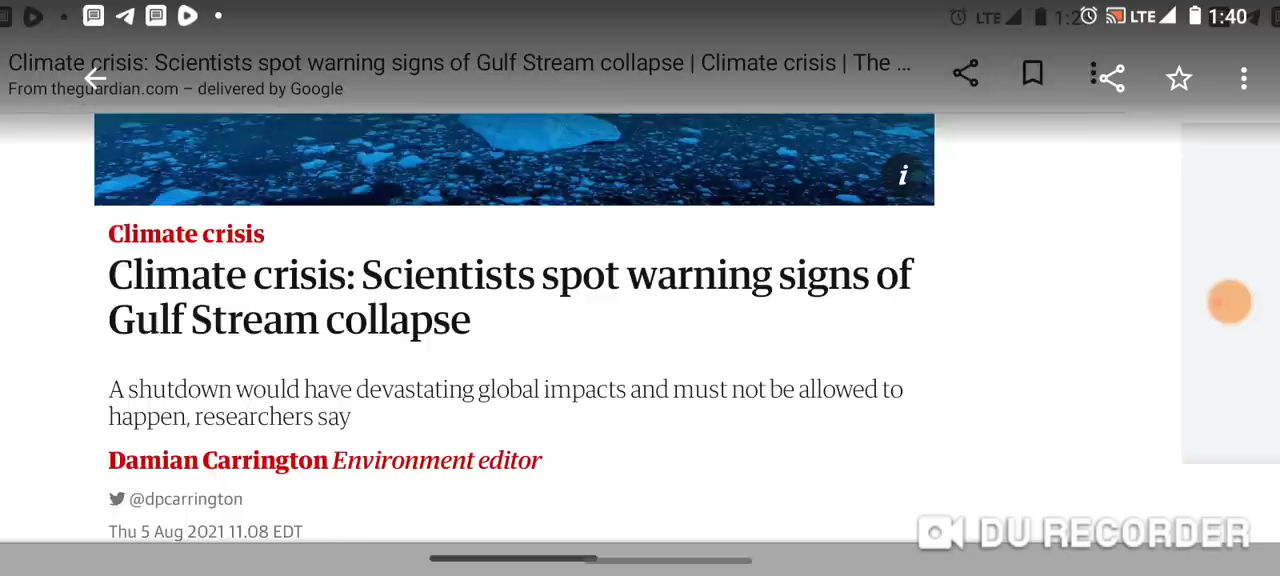 LTE 1:2
LTE 1:40
Climate crisis: Scientists spot warning signs of Gulf Stream collapse | Climate crisis | The ...
From theguardian.com – delivered by Google
i
Climate crisis
Climate crisis: Scientists spot warning signs of
Gulf Stream collapse
A shutdown would have devastating global impacts and must not be allowed to
happen, researchers say
Damian Carrington Environment editor
@dpcarrington
Thu 5 Aug 2021 11.08 EDT
DU RECORDER